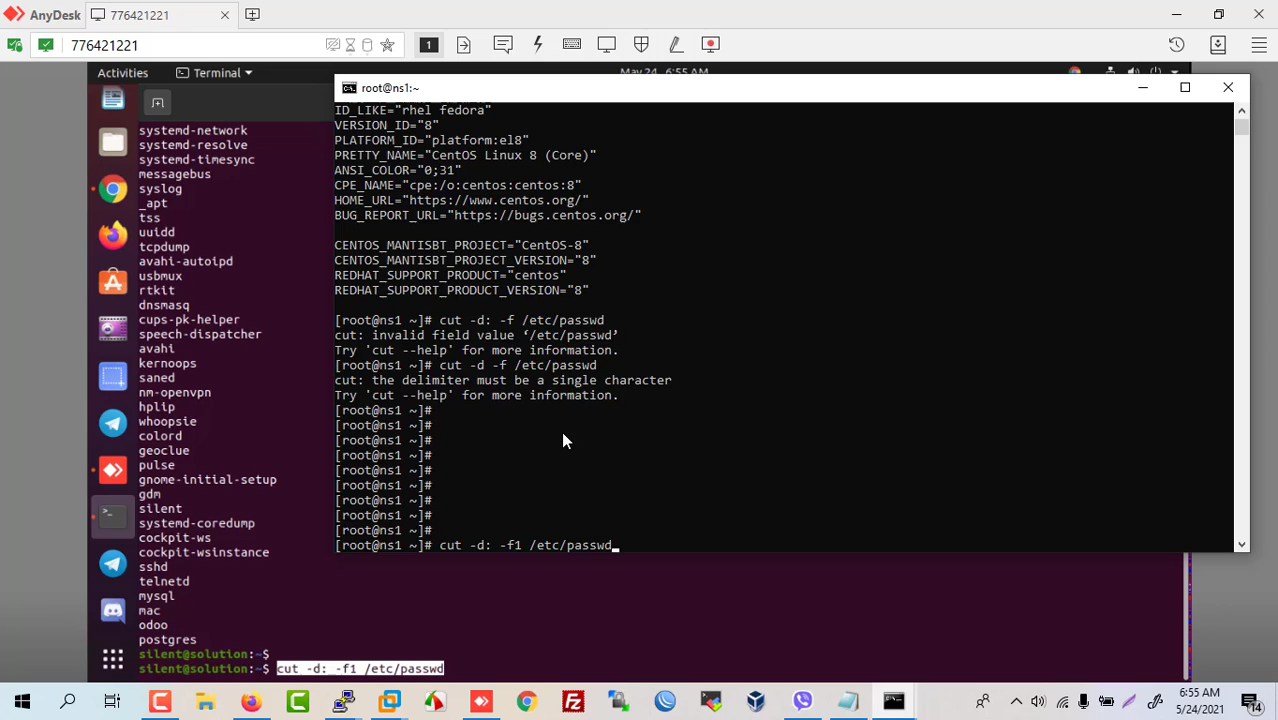 AnyDesk
776421221
776421221
1
Activities
Terminal
May 24, 6:55 AM
root@ns1:~
systemd-network
systemd-resolve
systemd-timesync
messagebus
syslog
_apt
tss
uuidd
tcpdump
avahi-autoipd
usbmux
rtkit
dnsmasq
cups-pk-helper
speech-dispatcher
avahi
kernoops
saned
nm-openvpn
hplip
whoopsie
colord
geoclue
pulse
gnome-initial-setup
gdm
silent
systemd-coredump
cockpit-ws
cockpit-wsinstance
sshd
telnetd
mysql
mac
odoo
postgres
silent@solution:~$
silent@solution:~$ cut -d: -f1 /etc/passwd
ID_LIKE="rhel fedora"
VERSION_ID="8"
PLATFORM_ID="platform:el8"
PRETTY_NAME="CentOS Linux 8 (Core)"
ANSI_COLOR="0;31"
CPE_NAME="cpe:/o:centos:centos:8"
HOME_URL="https://www.centos.org/"
BUG_REPORT_URL="https://bugs.centos.org/"
CENTOS_MANTISBT_PROJECT="CentOS-8"
CENTOS_MANTISBT_PROJECT_VERSION="8"
REDHAT_SUPPORT_PRODUCT="centos"
REDHAT_SUPPORT_PRODUCT_VERSION="8"
[root@ns1 ~]# cut -d: -f /etc/passwd
cut: invalid field value ‘/etc/passwd’
Try 'cut --help' for more information.
[root@ns1 ~]# cut -d -f /etc/passwd
cut: the delimiter must be a single character
Try 'cut --help' for more information.
[root@ns1 ~]#
[root@ns1 ~]#
[root@ns1 ~]#
[root@ns1 ~]#
[root@ns1 ~]#
[root@ns1 ~]#
[root@ns1 ~]#
[root@ns1 ~]#
[root@ns1 ~]#
[root@ns1 ~]# cut -d: -f1 /etc/passwd
6:55 AM
5/24/2021
14